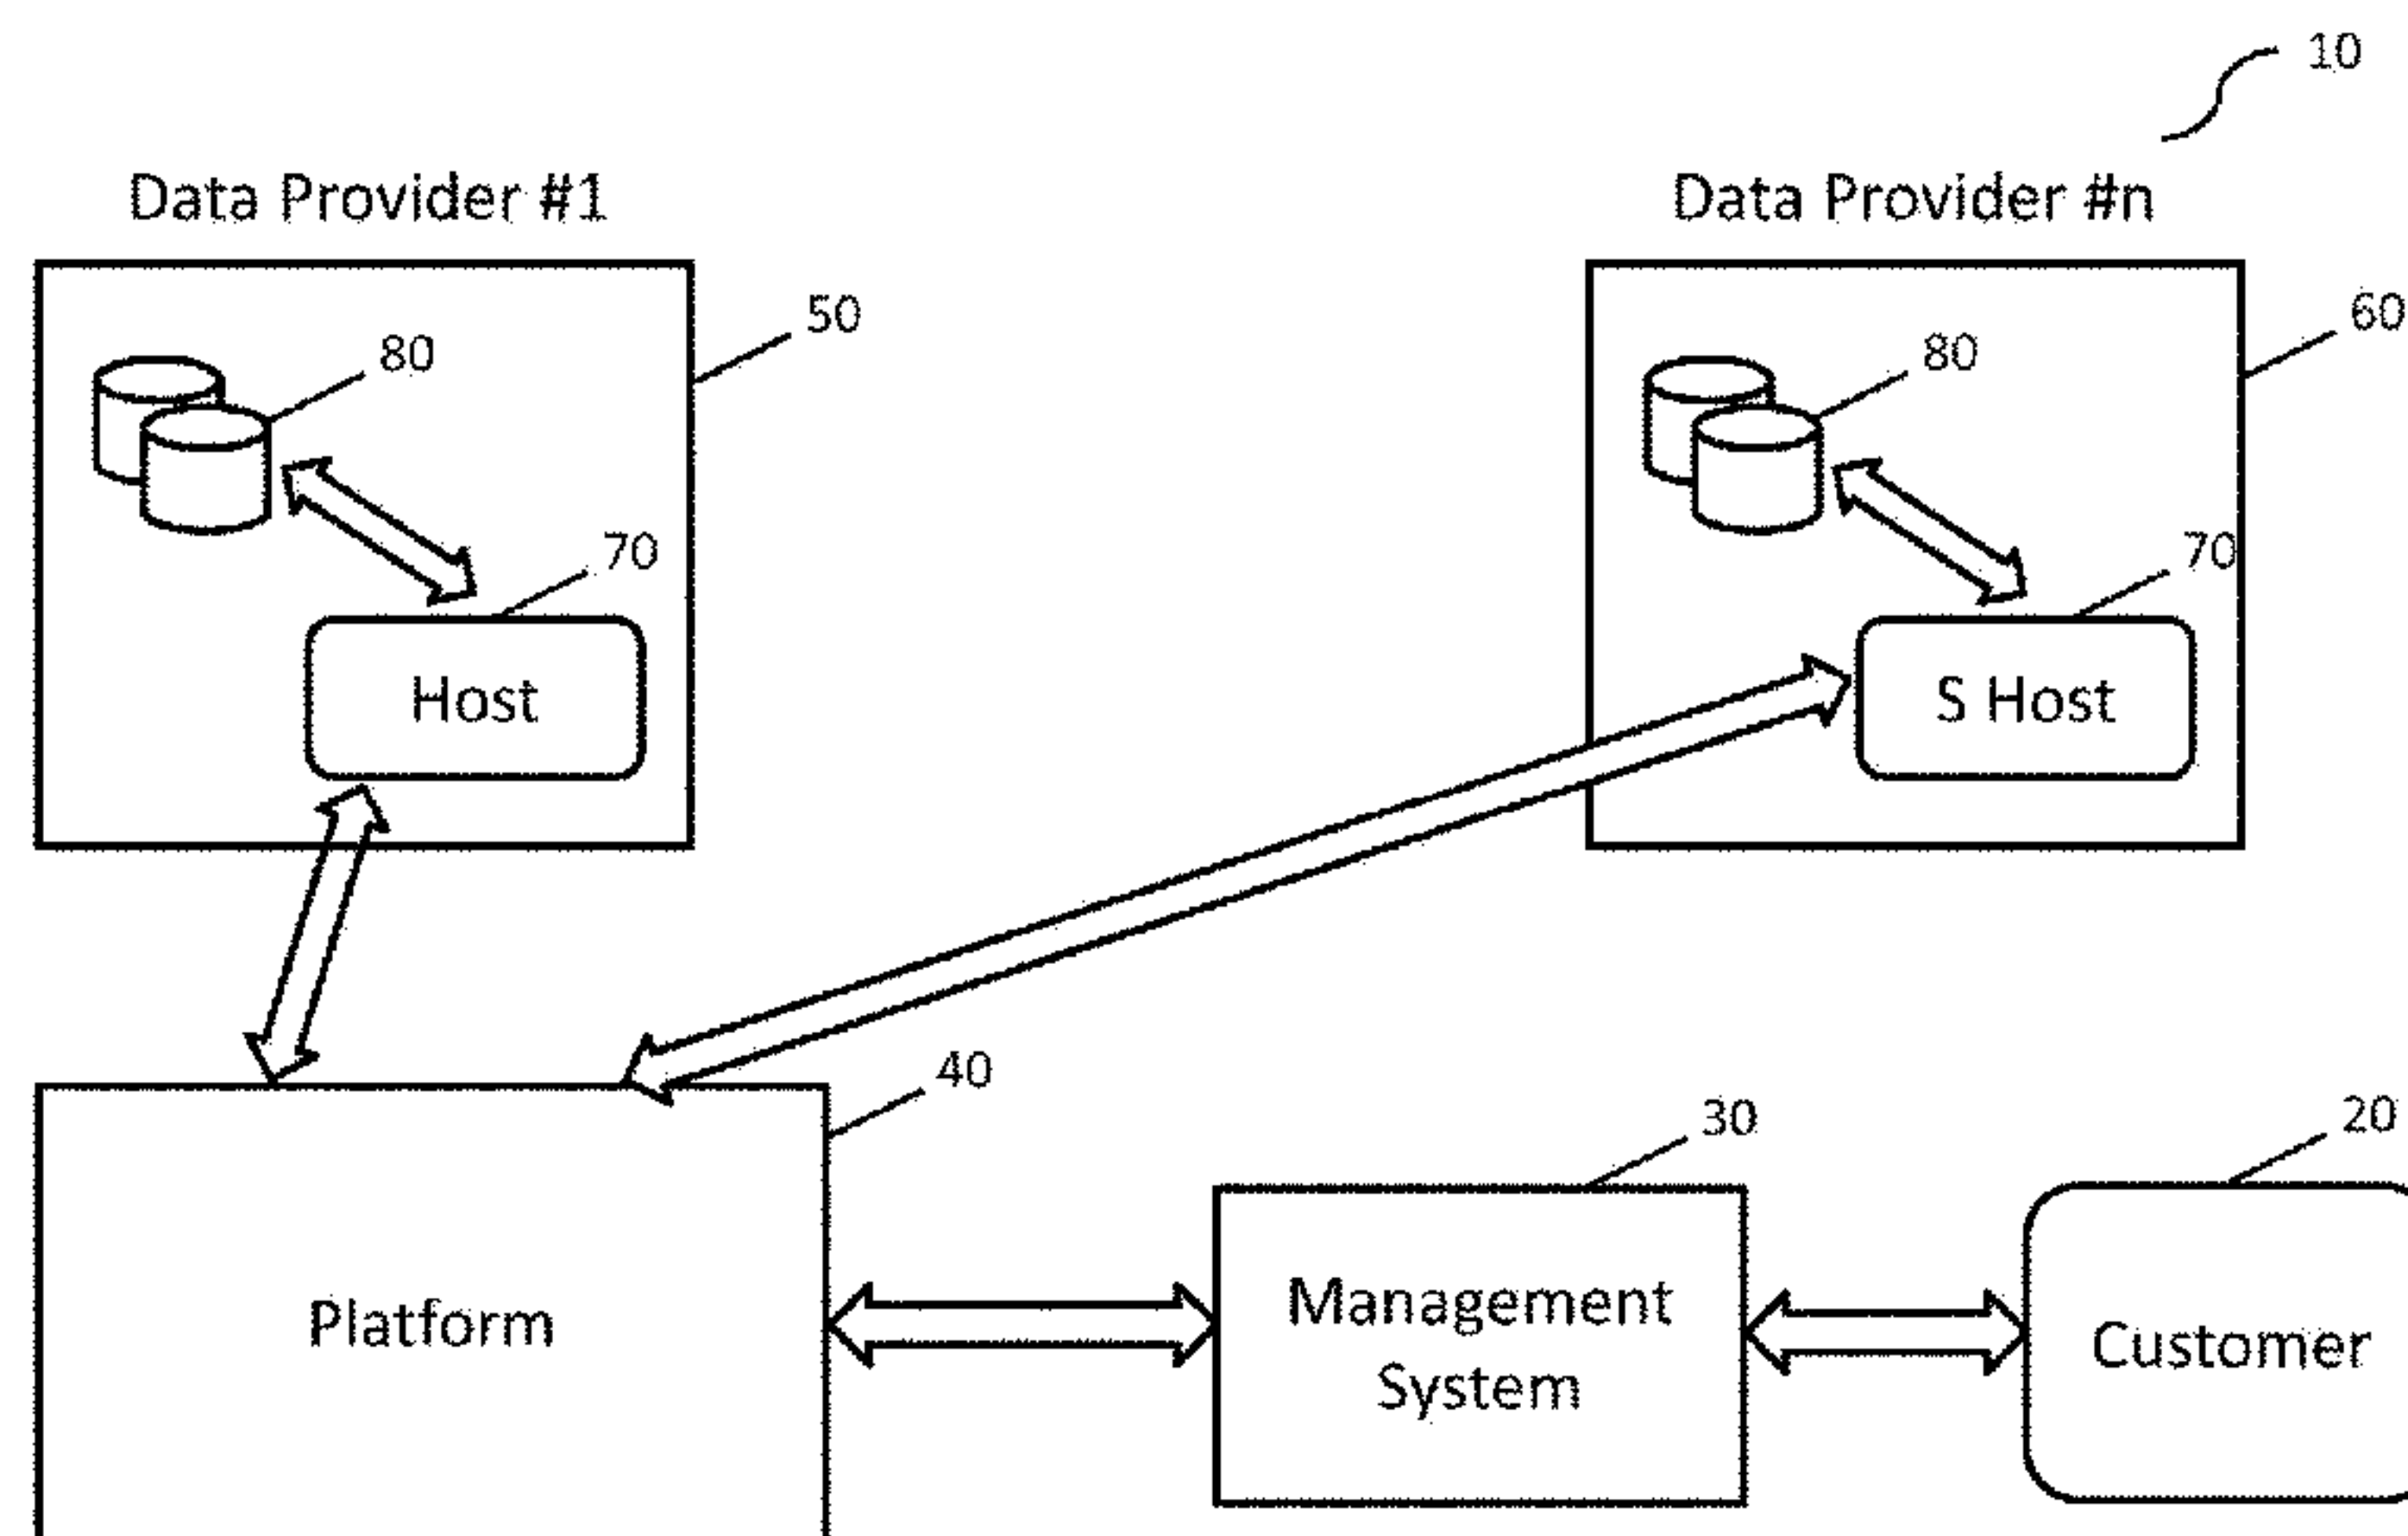 10
Data Provider #1
Data Provider #n
50
60
80
80
70
70
Host
S Host
40
30
20
Platform
Management
System
Customer